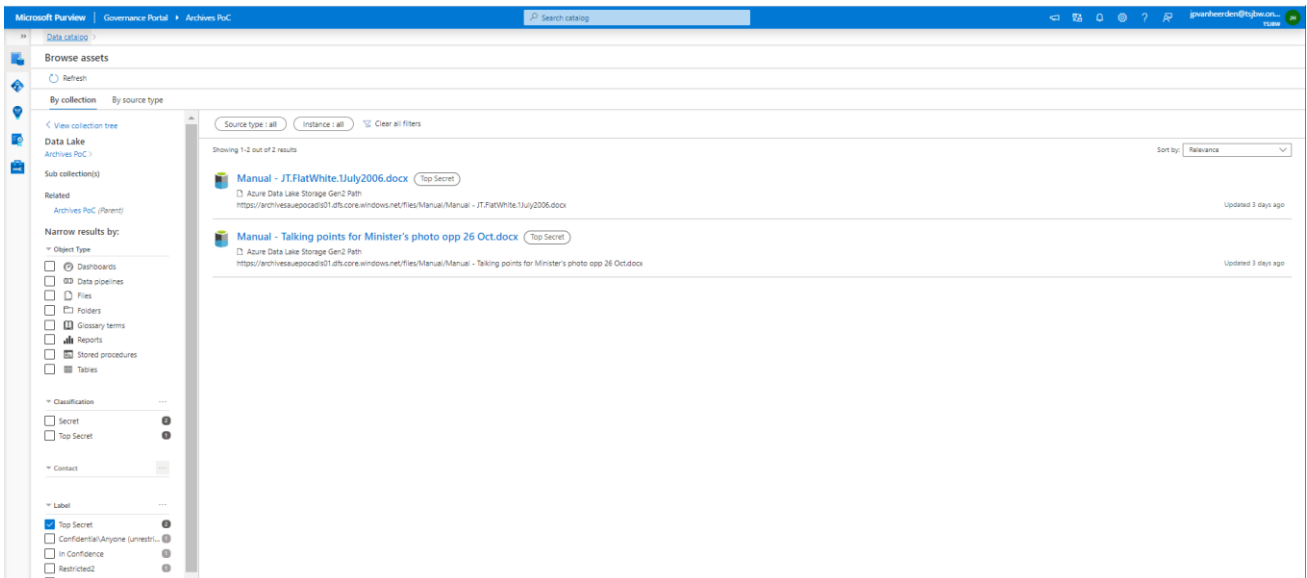 Microsoft Purview | Governance Portal Archives PoC
Search catalog
jpvanheerden@tsjbw.on...
TSJBW
Data catalog
Browse assets
Refresh
By collection By source type
View collection tree
Data Lake
Archives PoC
Sub collection(s)
Related
Archives PoC (Parent)
Narrow results by:
Object Type
Dashboards
Data pipelines
Files
Folders
Glossary terms
Reports
Stored procedures
Tables
Classification
Secret 2
Top Secret 1
Contact
Label
Top Secret 2
Confidential\Anyone (unrestri... 1
In Confidence 1
Restricted2 1
Source type : all Instance : all Clear all filters
Showing 1-2 out of 2 results
Sort by: Relevance
Manual - JT.FlatWhite.1July2006.docx Top Secret
Azure Data Lake Storage Gen2 Path
https://archivesauepocadls01.dfs.core.windows.net/files/Manual/Manual - JT.FlatWhite.1July2006.docx
Updated 3 days ago
Manual - Talking points for Minister's photo opp 26 Oct.docx Top Secret
Azure Data Lake Storage Gen2 Path
https://archivesauepocadls01.dfs.core.windows.net/files/Manual/Manual - Talking points for Minister's photo opp 26 Oct.docx
Updated 3 days ago